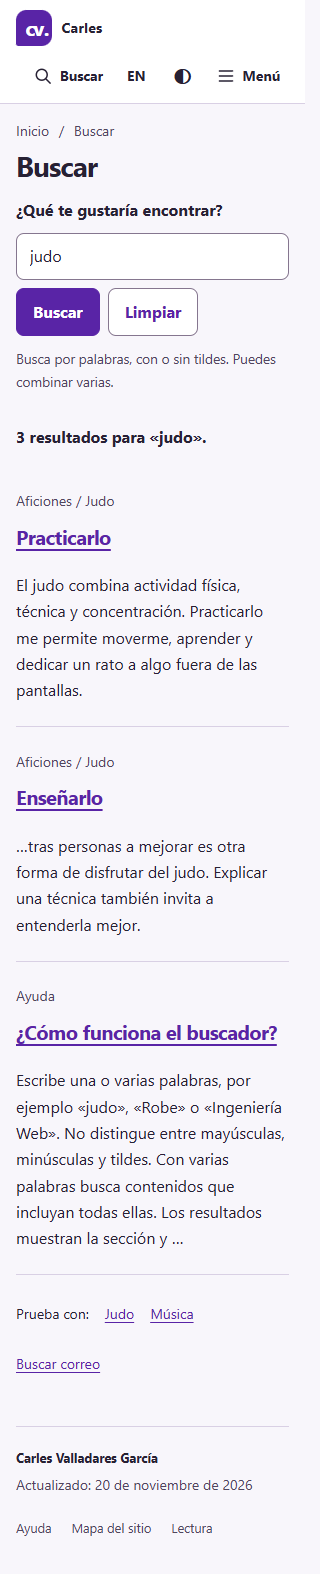 cv. Carles
Buscar EN Menú
Inicio / Buscar
Buscar
¿Qué te gustaría encontrar?
judo
Buscar Limpiar
Busca por palabras, con o sin tildes. Puedes
combinar varias.
3 resultados para «judo».
Aficiones / Judo
Practicarlo
El judo combina actividad física,
técnica y concentración. Practicarlo
me permite moverme, aprender y
dedicar un rato a algo fuera de las
pantallas.
Aficiones / Judo
Enseñarlo
...tras personas a mejorar es otra
forma de disfrutar del judo. Explicar
una técnica también invita a
entenderla mejor.
Ayuda
¿Cómo funciona el buscador?
Escribe una o varias palabras, por
ejemplo «judo», «Robe» o «Ingeniería
Web». No distingue entre mayúsculas,
minúsculas y tildes. Con varias
palabras busca contenidos que
incluyan todas ellas. Los resultados
muestran la sección y ...
Prueba con: Judo Música
Buscar correo
Carles Valladares García
Actualizado: 20 de noviembre de 2026
Ayuda Mapa del sitio Lectura